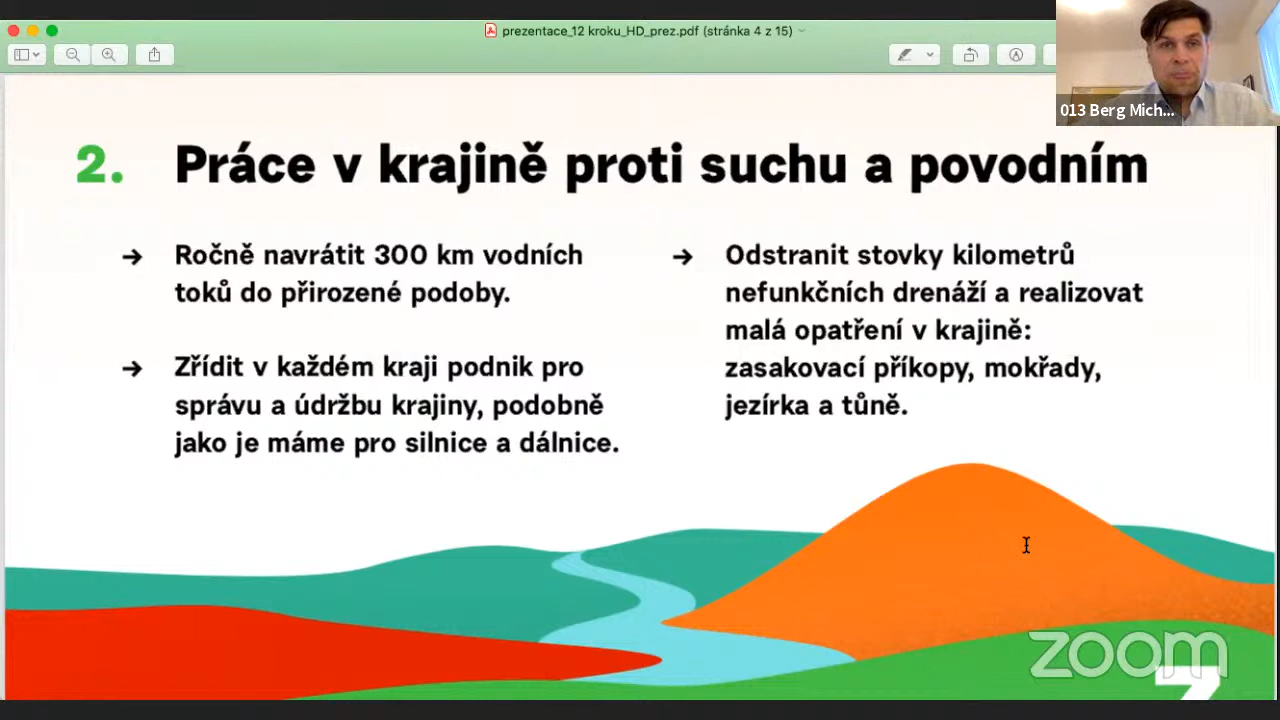 prezentace_12 kroku_HD_prez.pdf (stránka 4 z 15)
013 Berg Mich...
2. Práce v krajině proti suchu a povodním
→ Ročně navrátit 300 km vodních
toků do přirozené podoby.
→ Zřídit v každém kraji podnik pro
správu a údržbu krajiny, podobně
jako je máme pro silnice a dálnice.
→ Odstranit stovky kilometrů
nefunkčních drenáží a realizovat
malá opatření v krajině:
zasakovací příkopy, mokřady,
jezírka a tůně.
zoom